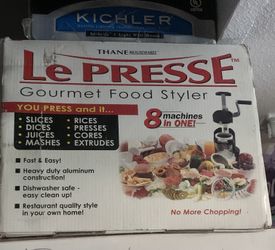 KICHLER
THANE HOUSEWARES
Le PRESSE™
Gourmet Food Styler
YOU PRESS and it...
• SLICES • RICES
• DICES • PRESSES
• JUICES • CORES
• MASHES • EXTRUDES
8 machines
in ONE!
Fast & Easy!
Heavy duty aluminum
construction!
Dishwasher safe -
easy clean up!
Restaurant quality style
in your own home!
No More Chopping!